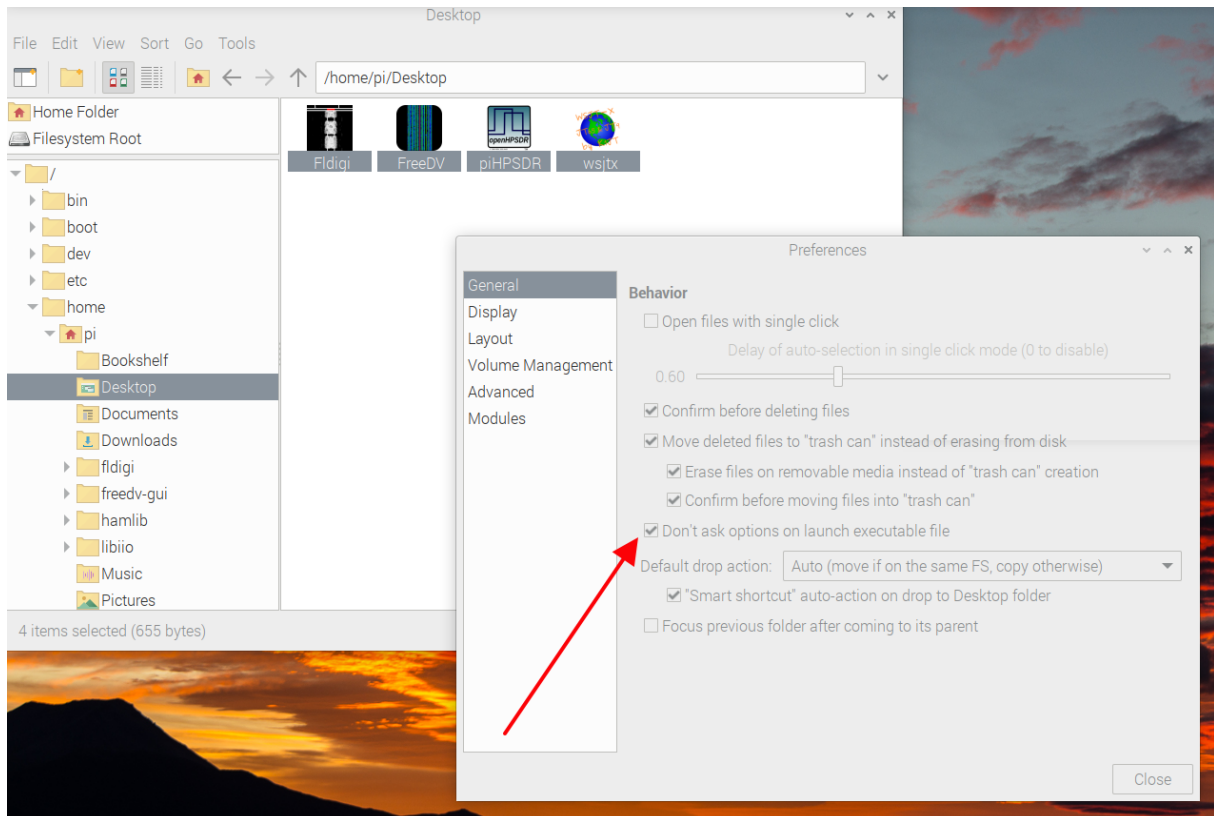 Desktop
File Edit View Sort Go Tools
/home/pi/Desktop
Home Folder
Filesystem Root
/
bin
boot
dev
etc
home
pi
Bookshelf
Desktop
Documents
Downloads
fldigi
freedv-gui
hamlib
libiio
Music
Pictures
openHPSDR
Fldigi FreeDV piHPSDR wsjtx
4 items selected (655 bytes)
Preferences
General
Display
Layout
Volume Management
Advanced
Modules
Behavior
Open files with single click
Delay of auto-selection in single click mode (0 to disable)
0.60
Confirm before deleting files
Move deleted files to "trash can" instead of erasing from disk
Erase files on removable media instead of "trash can" creation
Confirm before moving files into "trash can"
Don't ask options on launch executable file
Default drop action: Auto (move if on the same FS, copy otherwise)
"Smart shortcut" auto-action on drop to Desktop folder
Focus previous folder after coming to its parent
Close